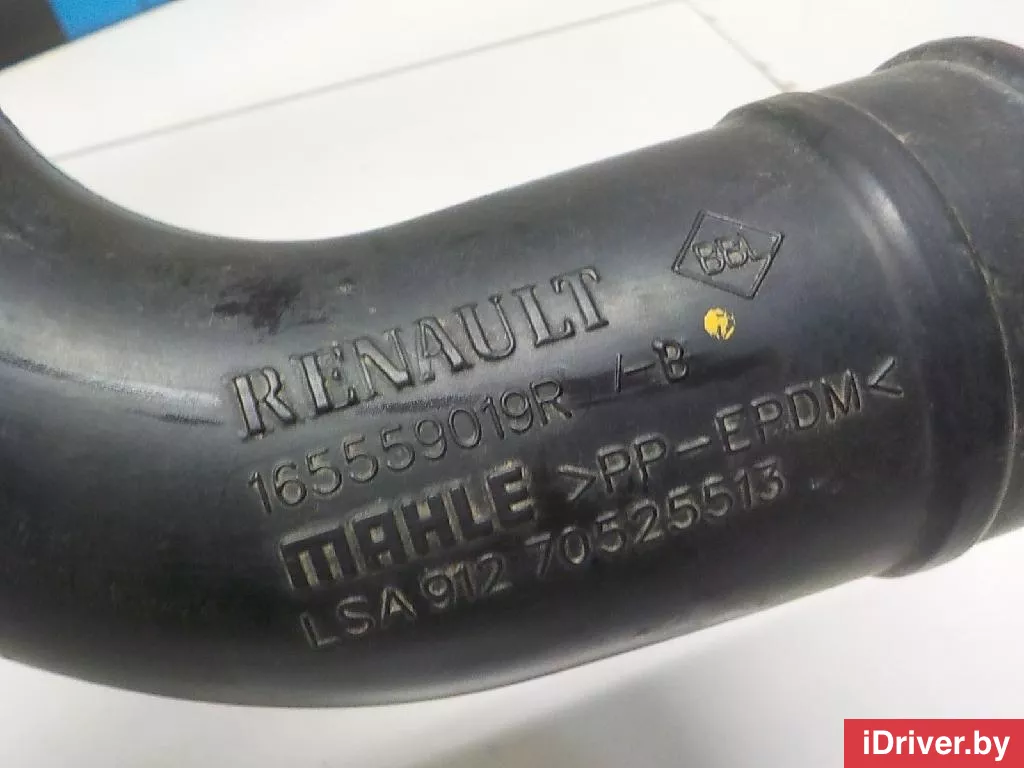 BBL
RENAULT
165559019R /-B
MAHLE >PP-EPDM<
LSA 912 70525513
iDriver.by